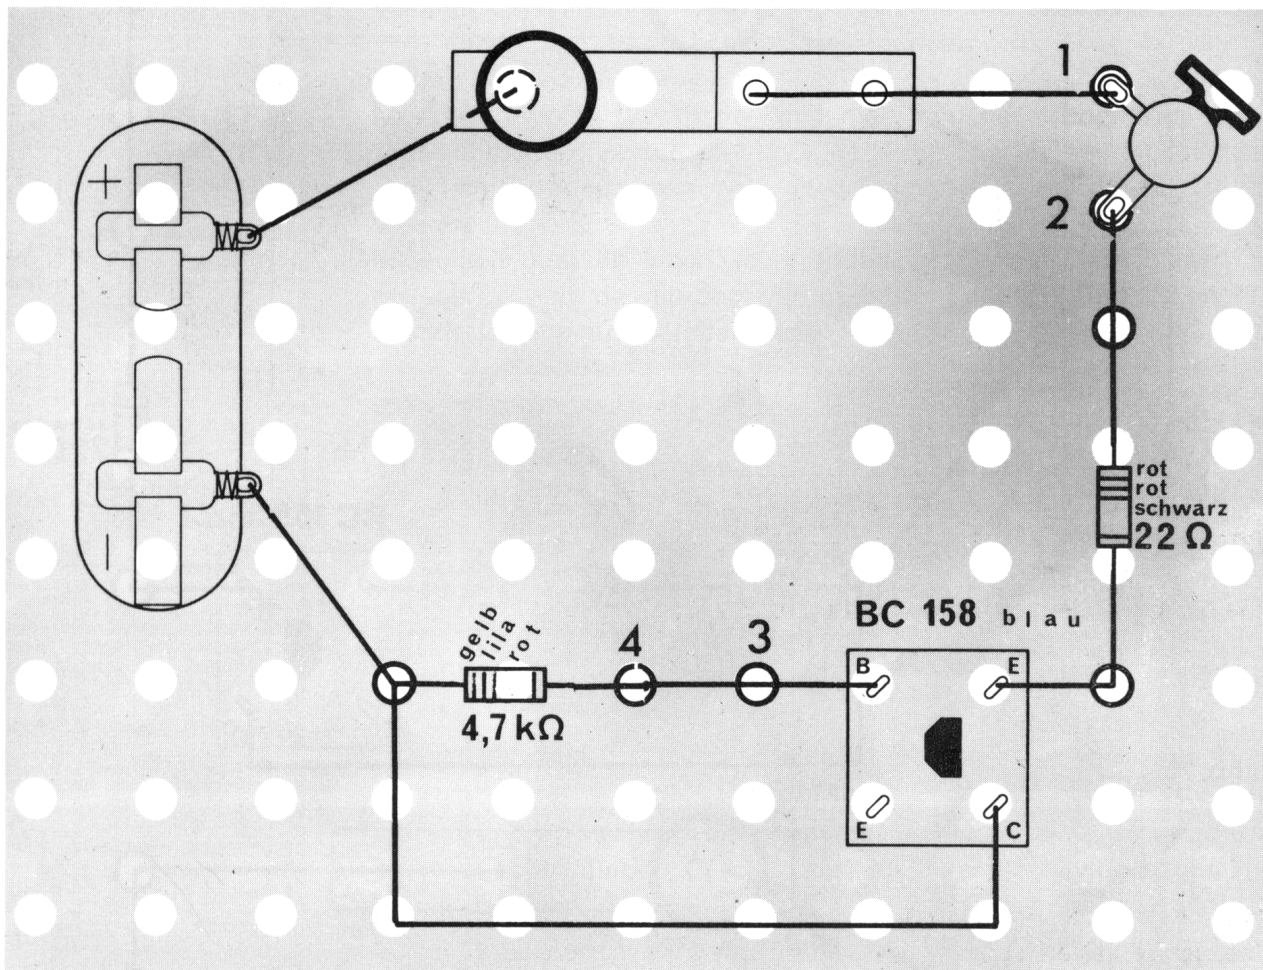 1
+
2
rot
rot
schwarz
22 Ω
−
BC 158 blau
gelb
lila
rot
4
3
B
E
4,7 kΩ
E
C